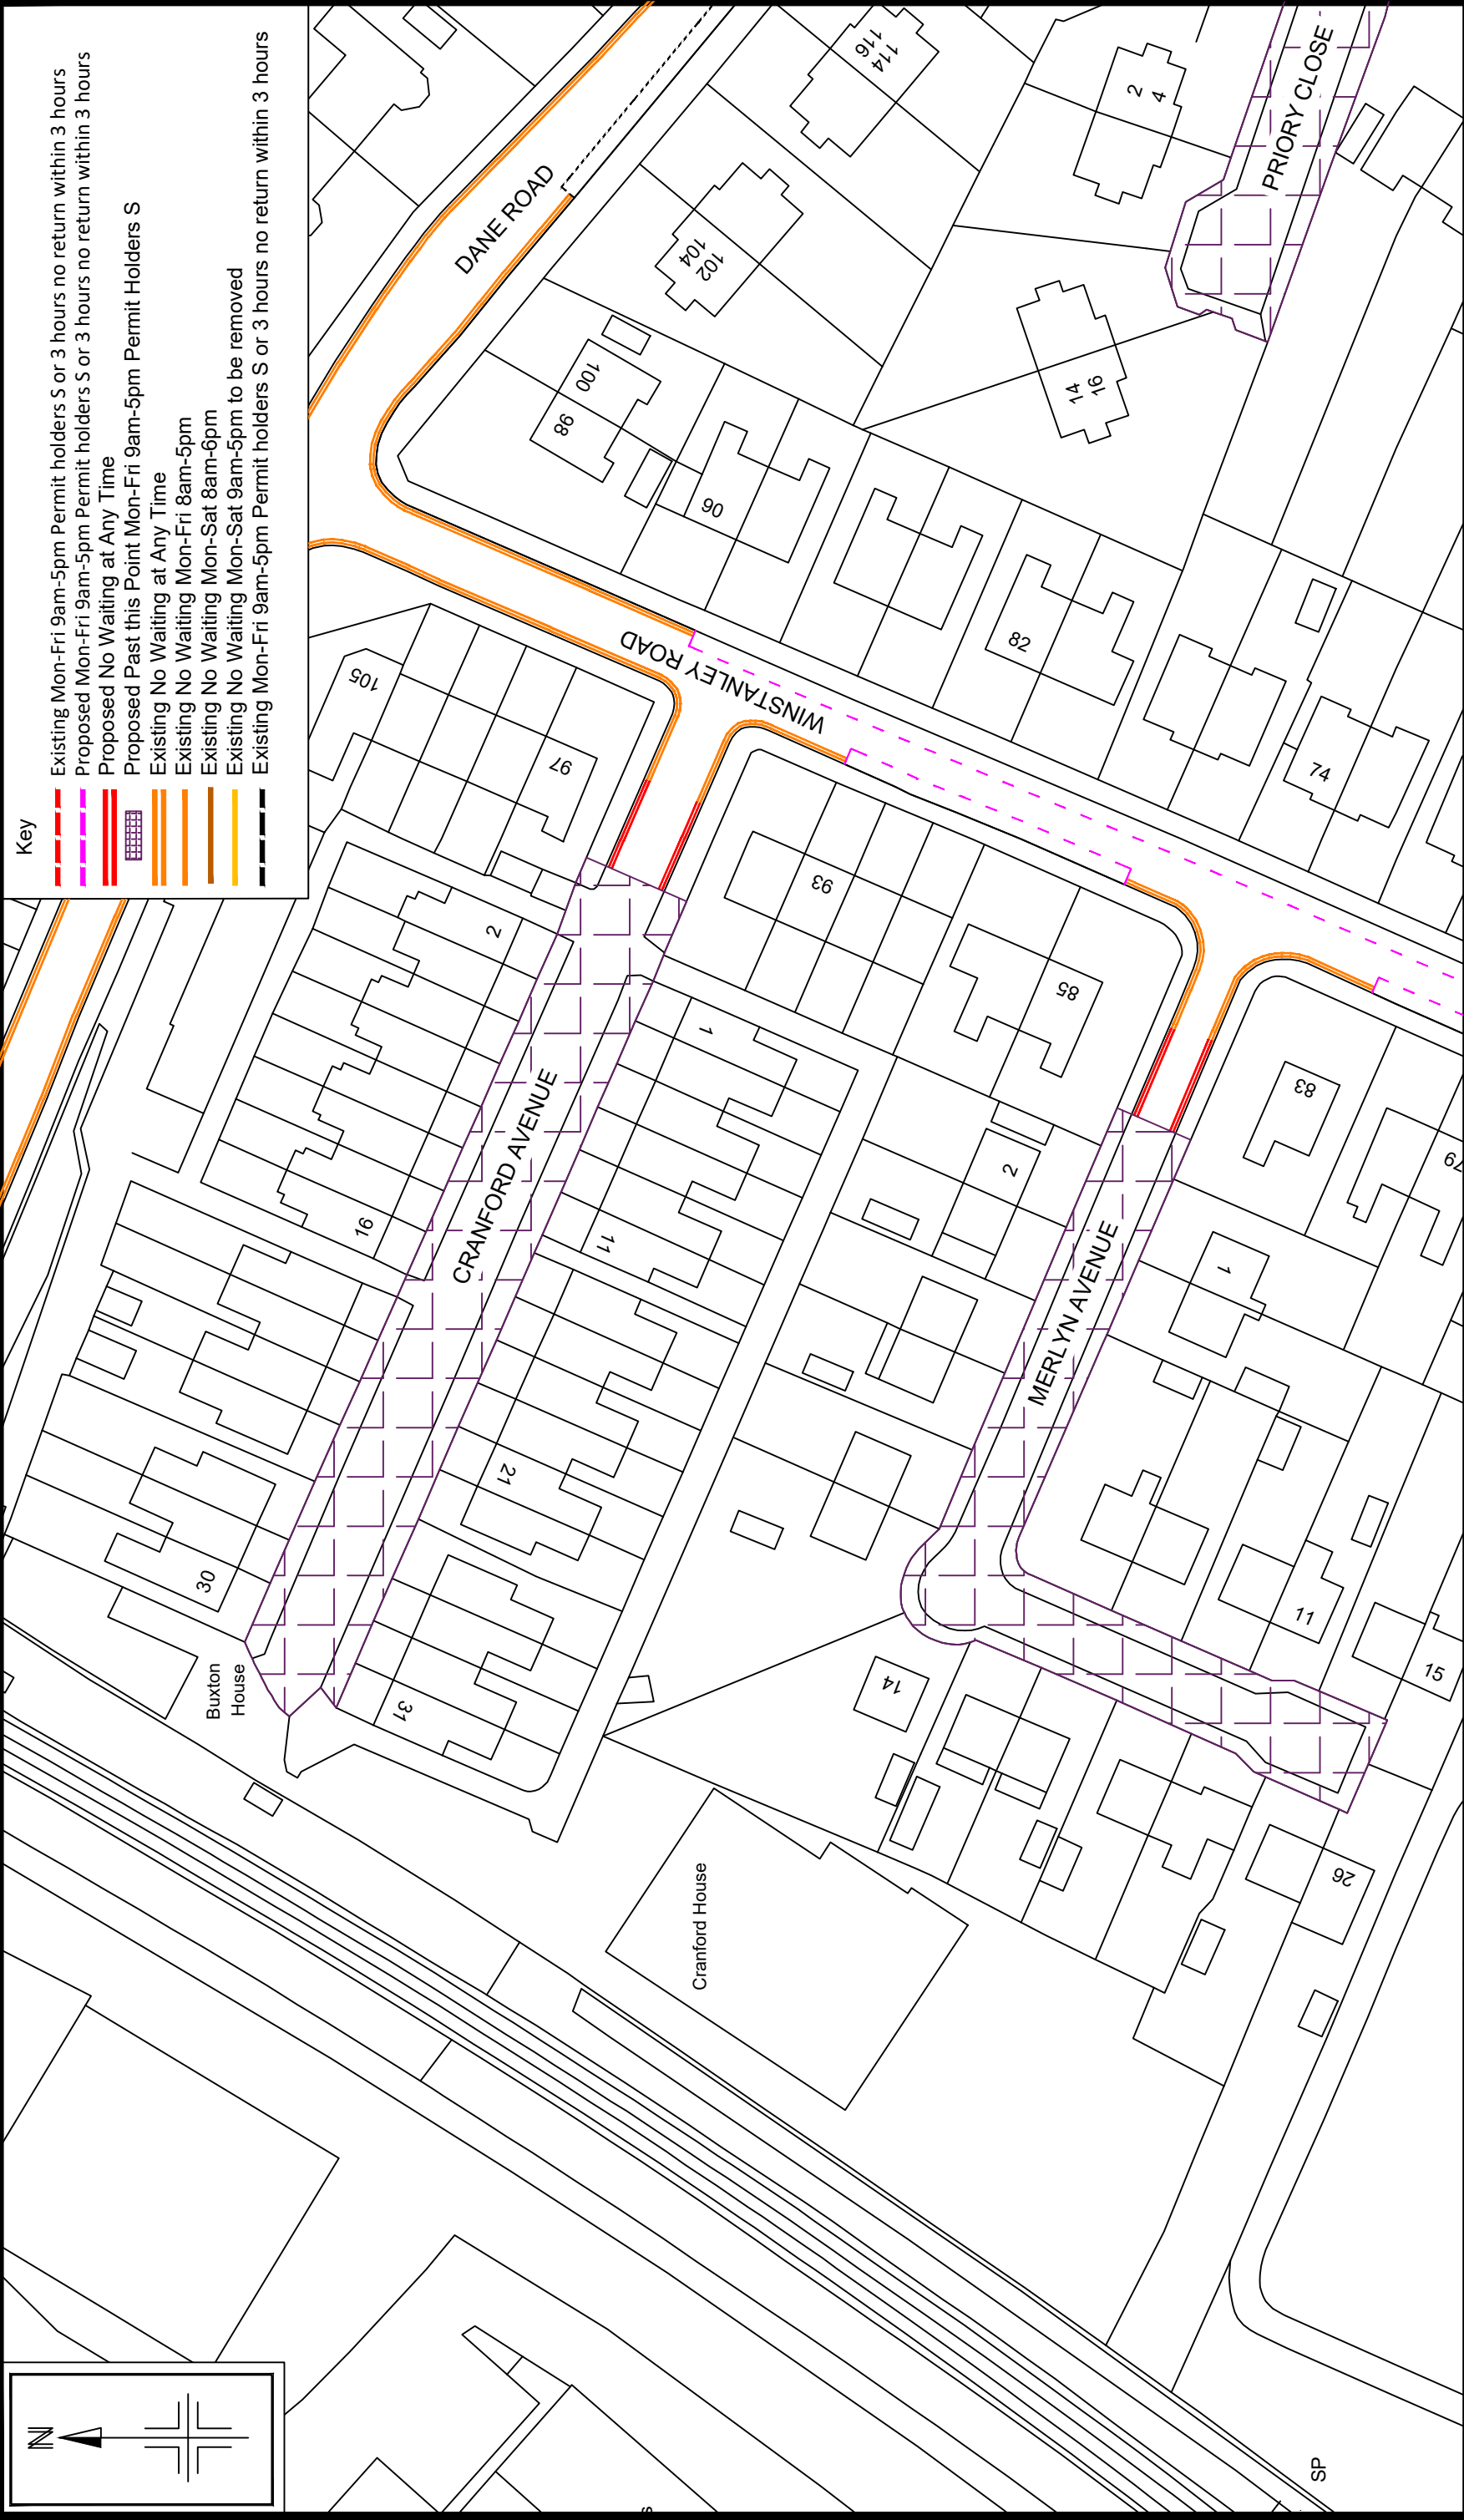 Key
Existing Mon-Fri 9am-5pm Permit holders S or 3 hours no return within 3 hours
Proposed Mon-Fri 9am-5pm Permit holders S or 3 hours no return within 3 hours
Proposed No Waiting at Any Time
Proposed Past this Point Mon-Fri 9am-5pm Permit Holders S
Existing No Waiting at Any Time
Existing No Waiting Mon-Fri 8am-5pm
Existing No Waiting Mon-Sat 8am-6pm
Existing No Waiting Mon-Sat 9am-5pm to be removed
Existing Mon-Fri 9am-5pm Permit holders S or 3 hours no return within 3 hours
DANE ROAD
116
114
104
102
100
98
90
2
4
PRIORY CLOSE
14
16
82
74
WINSTANLEY ROAD
105
97
93
85
83
79
2
16
30
CRANFORD AVENUE
1
11
21
31
Buxton
House
2
MERLYN AVENUE
1
11
15
14
26
Cranford House
N
SP